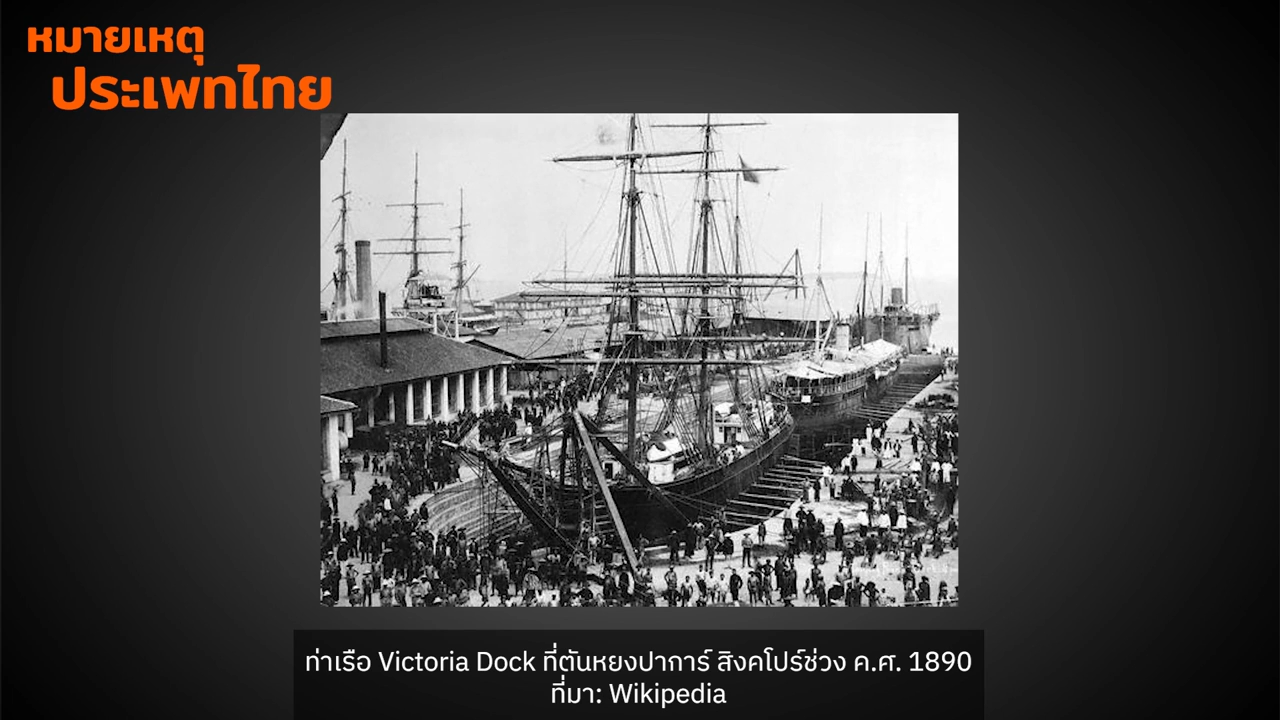 หมายเหตุ
ประเพทไทย
ท่าเรือ Victoria Dock ที่ตันหยงปาการ์ สิงคโปร์ช่วง ค.ศ. 1890
ที่มา: Wikipedia